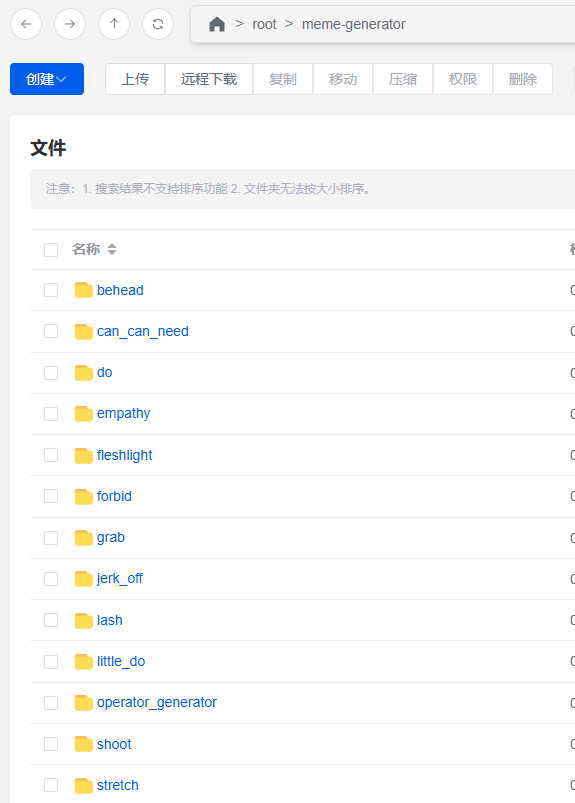 > root > meme-generator
创建 上传 远程下载 复制 移动 压缩 权限 删除
文件
注意：1. 搜索结果不支持排序功能 2. 文件夹无法按大小排序。
名称
behead
can_can_need
do
empathy
fleshlight
forbid
grab
jerk_off
lash
little_do
operator_generator
shoot
stretch